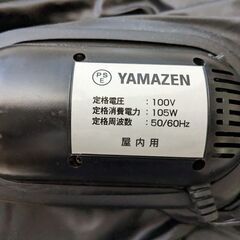 PS
E
YAMAZEN
定格電圧 : 100V
定格消費電力 : 105W
定格周波数 : 50/60Hz
屋内用